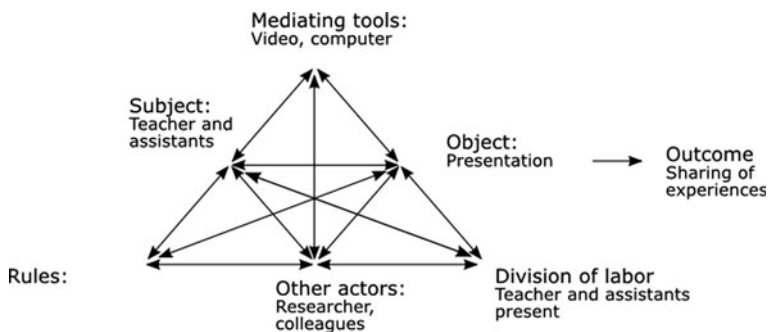 Mediating tools:
Video, computer
Subject:
Teacher and
assistants
Object:
Presentation
Outcome
Sharing of
experiences
Rules:
Other actors:
Researcher,
colleagues
Division of labor
Teacher and assistants
present